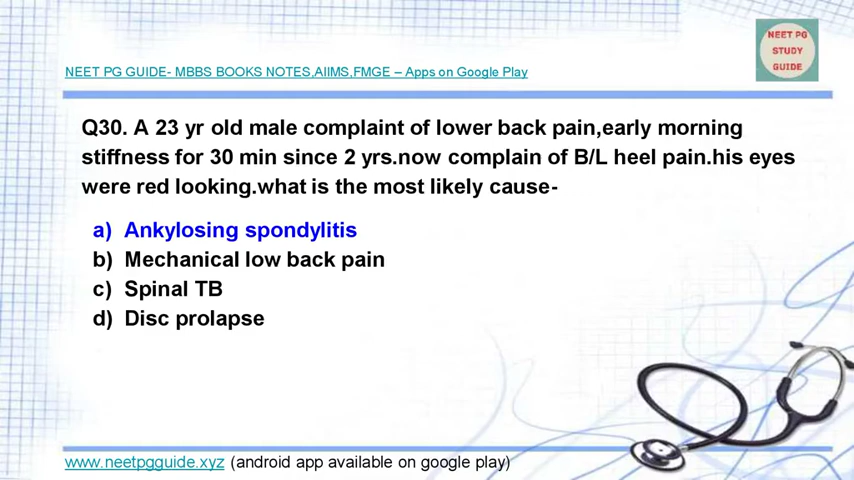 NEET PG
STUDY
GUIDE
NEET PG GUIDE- MBBS BOOKS NOTES,AIIMS,FMGE – Apps on Google Play
Q30. A 23 yr old male complaint of lower back pain,early morning
stiffness for 30 min since 2 yrs.now complain of B/L heel pain.his eyes
were red looking.what is the most likely cause-
a) Ankylosing spondylitis
b) Mechanical low back pain
c) Spinal TB
d) Disc prolapse
www.neetpgguide.xyz (android app available on google play)